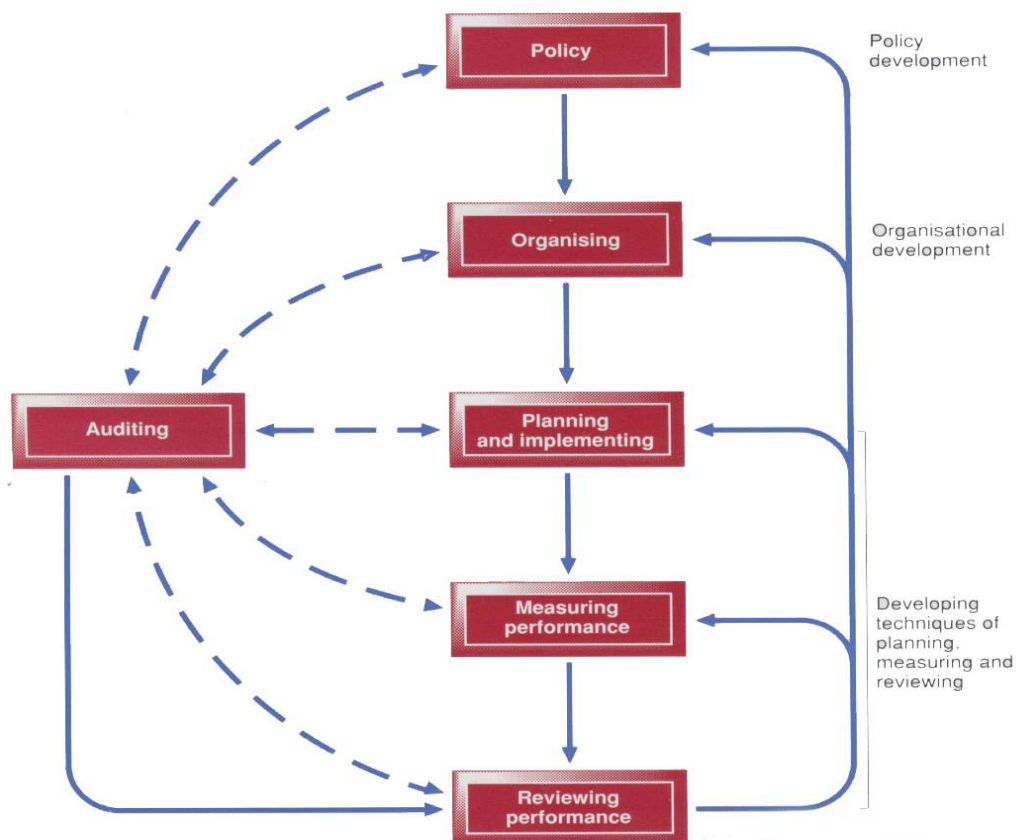 Policy
Policy
development
Organising
Organisational
development
Auditing
Planning
and implementing
Measuring
performance
Developing
techniques of
planning,
measuring and
reviewing
Reviewing
performance